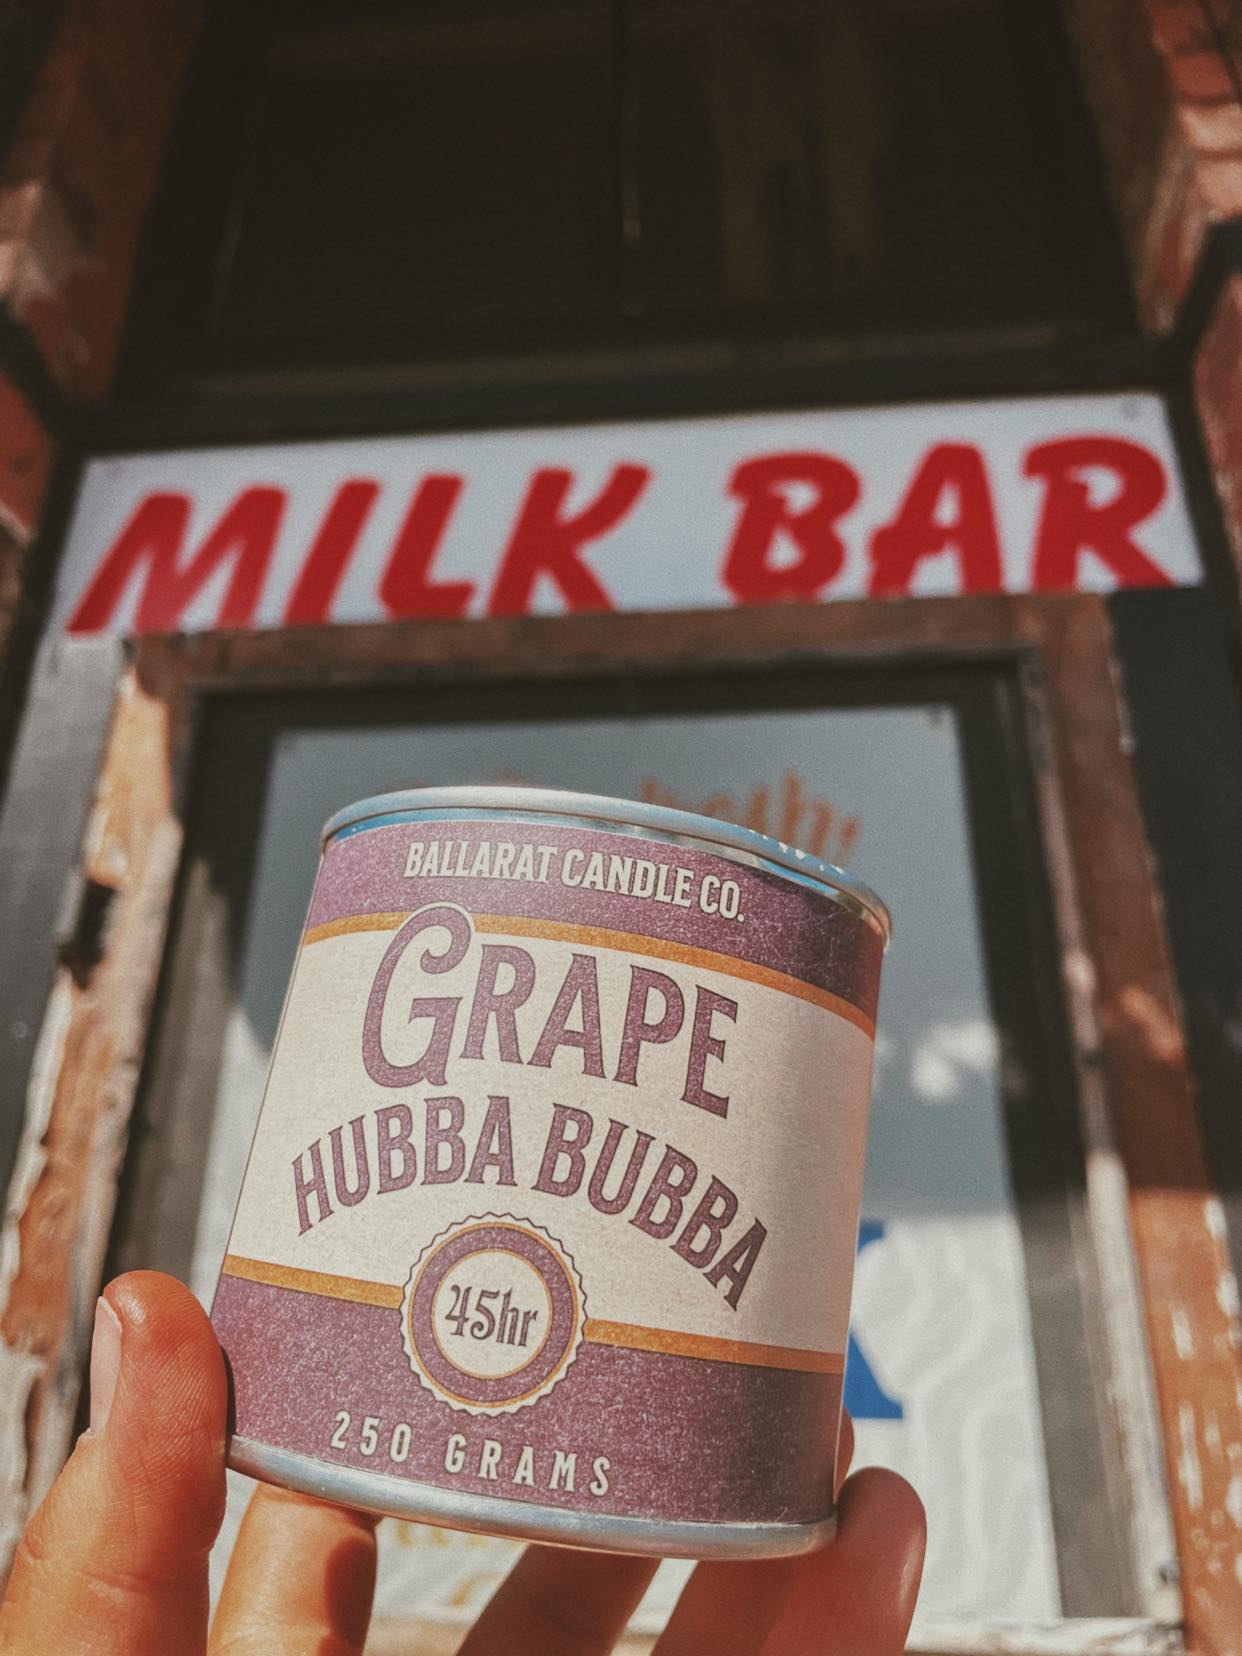 MILK BAR
BALLARAT CANDLE CO.
GRAPE
HUBBA BUBBA
45hr
250 GRAMS